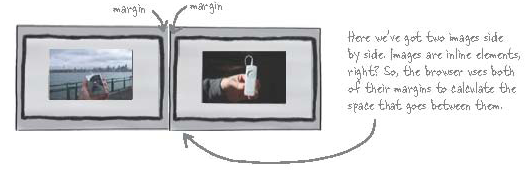 margin
margin
Here we've got two images side
by side. Images are inline elements,
right? So, the browser uses both
of their margins to calculate the
space that goes between them.